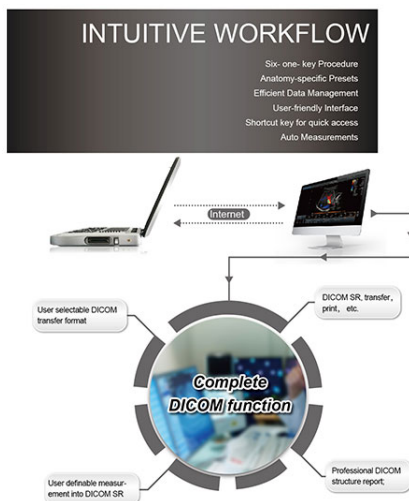 INTUITIVE WORKFLOW
Six- one- key Procedure
Anatomy-specific Presets
Efficient Data Management
User-friendly Interface
Shortcut key for quick access
Auto Measurements
Internet
User selectable DICOM
transfer format
DICOM SR, transfer,
print, etc.
Complete
DICOM function
User definable measur-
ement into DICOM SR
Professional DICOM
structure report;